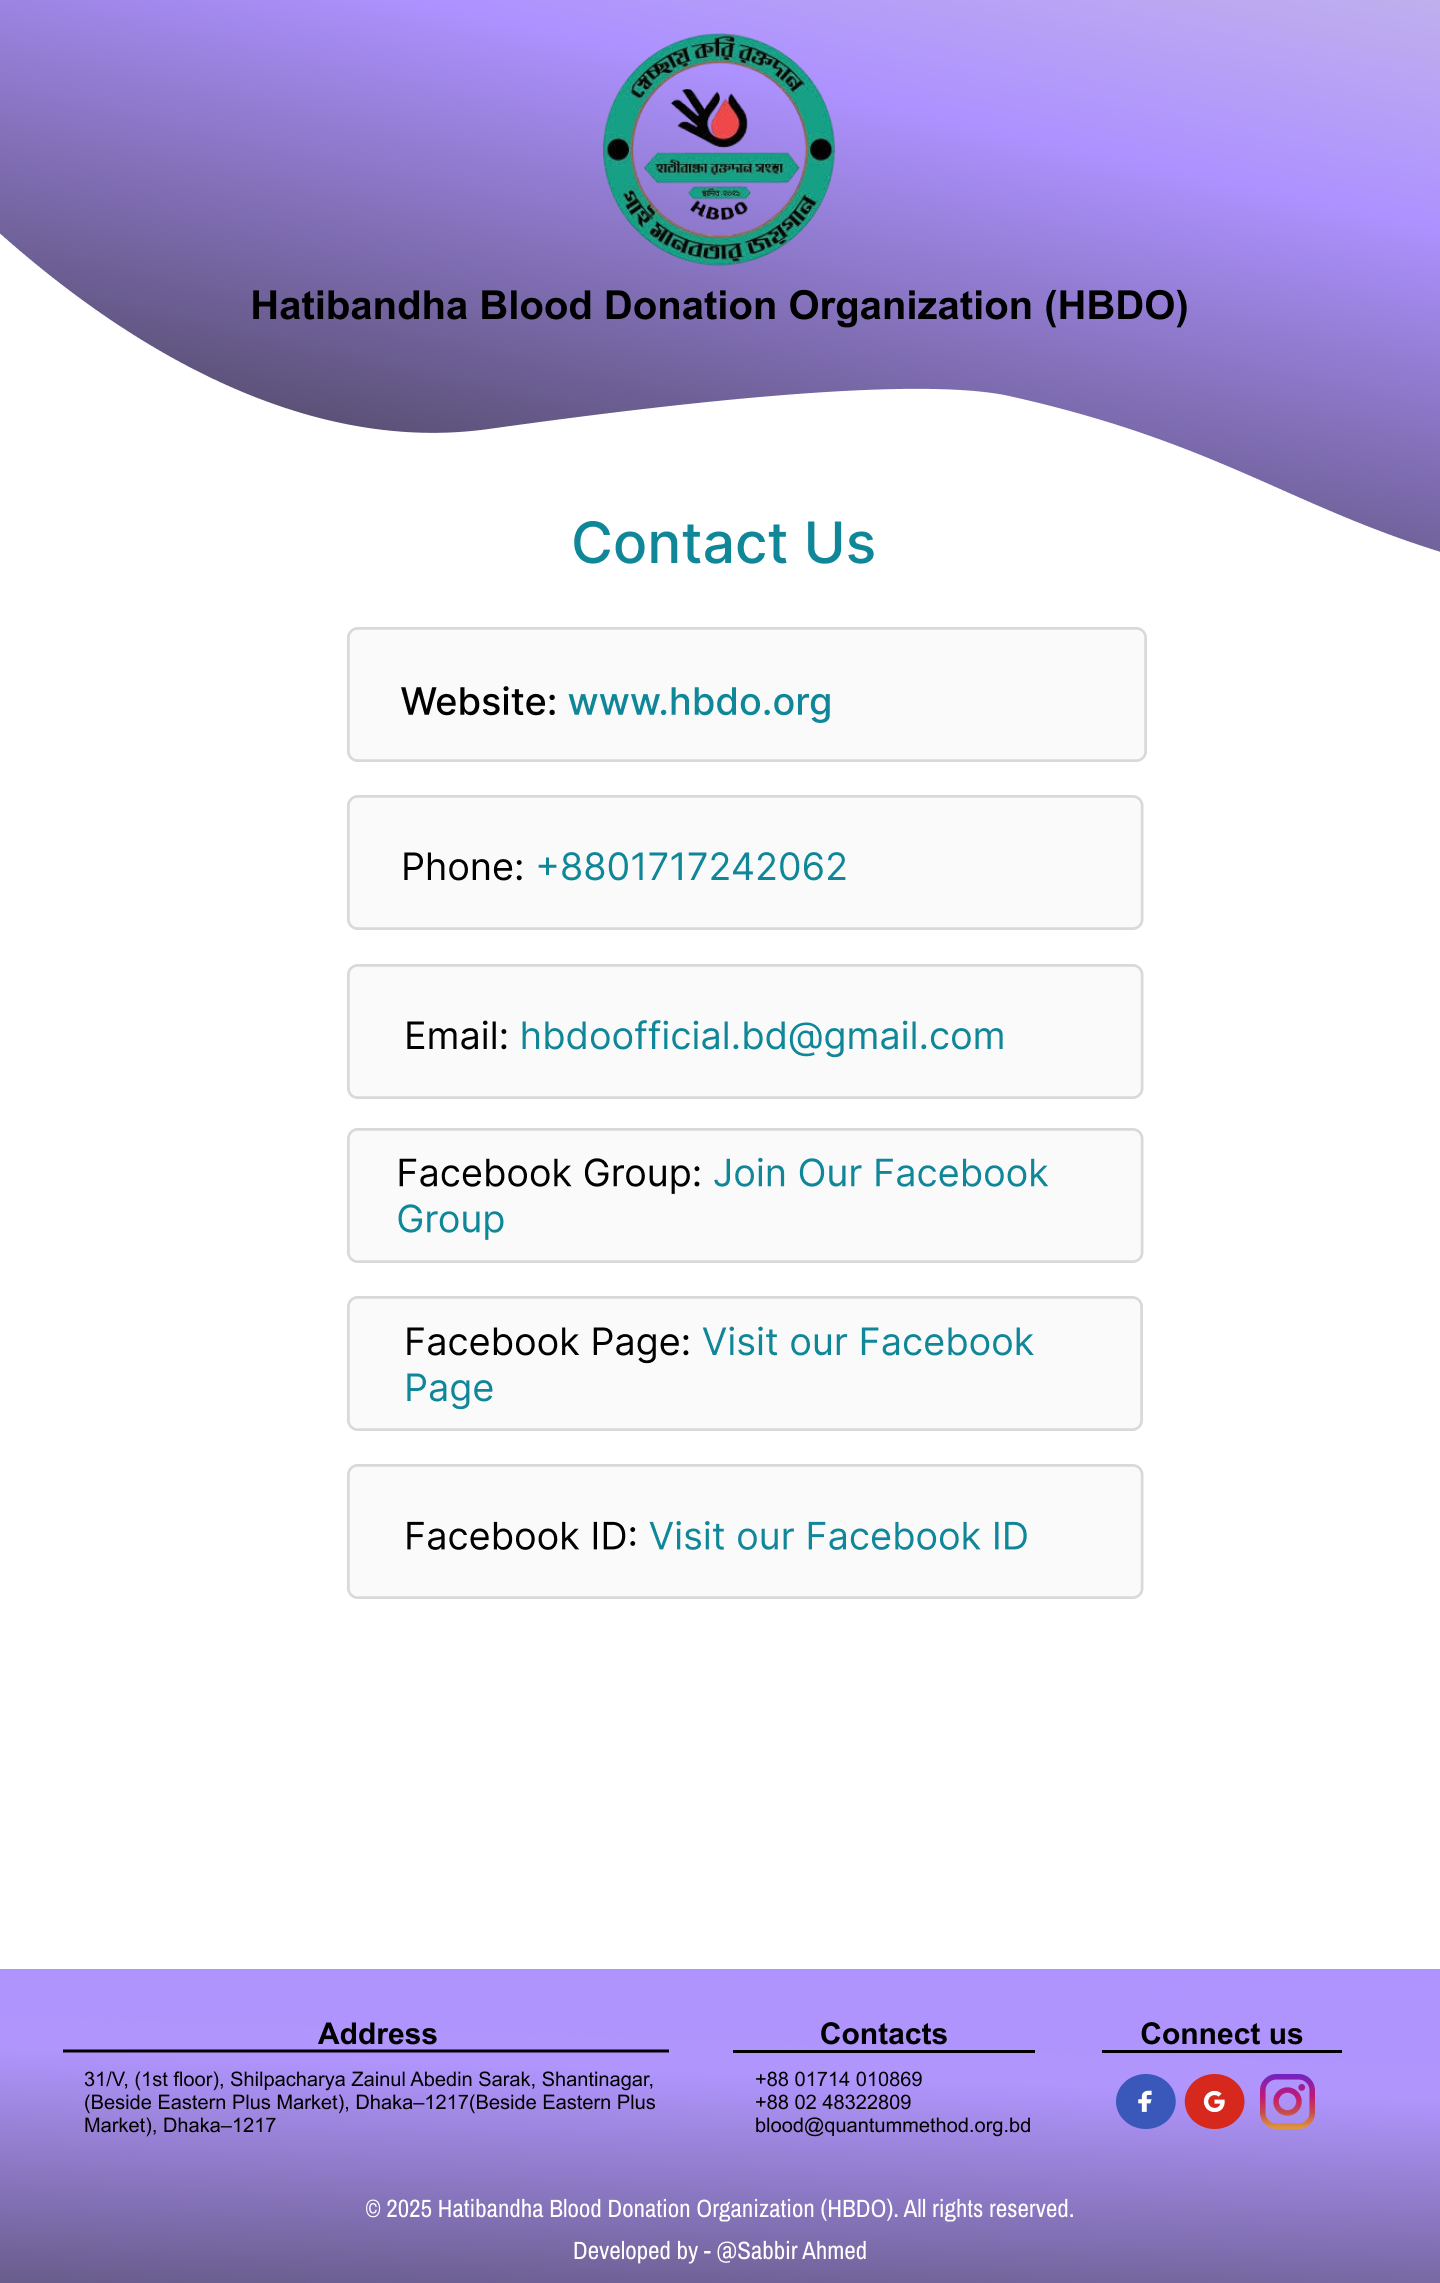 স্বেচ্ছায় করি রক্তদান
হাতীবান্ধা রক্তদান সংস্থা
HBDO
গাই মানবতার জয়গান
Hatibandha Blood Donation Organization (HBDO)
Contact Us
Website: www.hbdo.org
Phone: +8801717242062
Email: hbdoofficial.bd@gmail.com
Facebook Group: Join Our Facebook
Group
Facebook Page: Visit our Facebook
Page
Facebook ID: Visit our Facebook ID
Address
31/V, (1st floor), Shilpacharya Zainul Abedin Sarak, Shantinagar,
(Beside Eastern Plus Market), Dhaka–1217(Beside Eastern Plus
Market), Dhaka–1217
Contacts
+88 01714 010869
+88 02 48322809
blood@quantummethod.org.bd
Connect us
© 2025 Hatibandha Blood Donation Organization (HBDO). All rights reserved.
Developed by - @Sabbir Ahmed